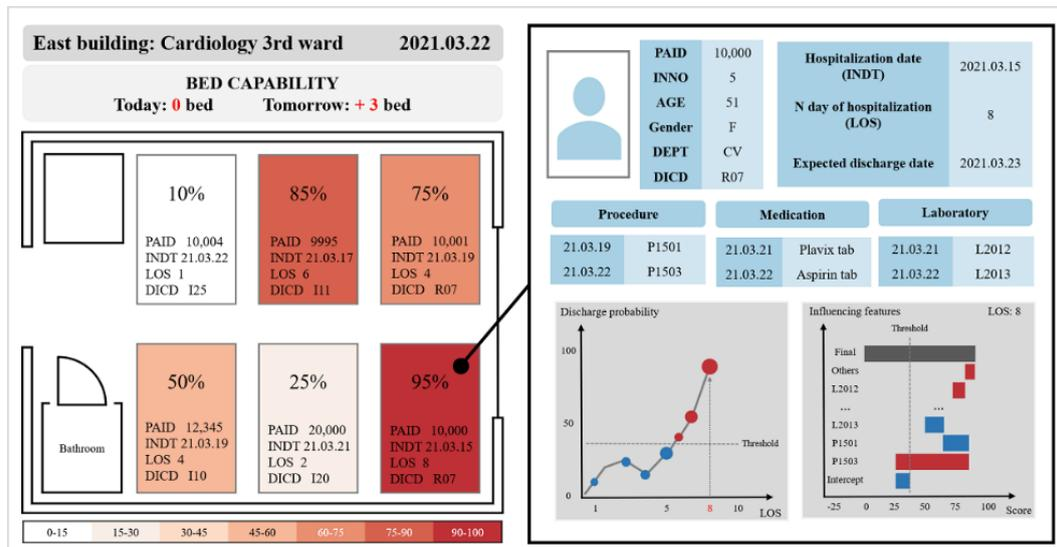 East building: Cardiology 3rd ward 2021.03.22
BED CAPABILITY
Today: 0 bed Tomorrow: + 3 bed
10%
PAID 10,004
INDT 21.03.22
LOS 1
DICD I25
85%
PAID 9995
INDT 21.03.17
LOS 6
DICD I11
75%
PAID 10,001
INDT 21.03.19
LOS 4
DICD R07
Bathroom
50%
PAID 12,345
INDT 21.03.19
LOS 4
DICD I10
25%
PAID 20,000
INDT 21.03.21
LOS 2
DICD I20
95%
PAID 10,000
INDT 21.03.15
LOS 8
DICD R07
0-15 15-30 30-45 45-60 60-75 75-90 90-100
PAID 10,000
INNO 5
AGE 51
Gender F
DEPT CV
DICD R07
Hospitalization date
(INDT) 2021.03.15
N day of hospitalization
(LOS) 8
Expected discharge date 2021.03.23
Procedure
21.03.19 P1501
21.03.22 P1503
Medication
21.03.21 Plavix tab
21.03.22 Aspirin tab
Laboratory
21.03.21 L2012
21.03.22 L2013
Discharge probability
100
50
0
Threshold
1 5 8 10
LOS
Influencing features LOS: 8
Threshold
Final
Others
L2012
... ...
L2013
P1501
P1503
Intercept
-25 0 25 50 75 100 Score